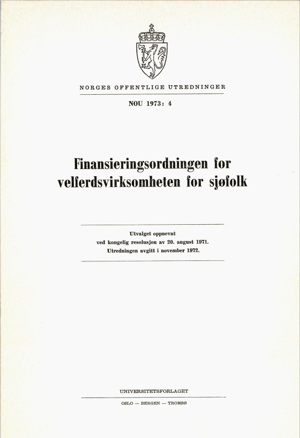 NORGES OFFENTLIGE UTREDNINGER
NOU 1973: 4
Finansieringsordningen for
velferdsvirksomheten for sjøfolk
Utvalget oppnevnt
ved kongelig resolusjon av 20. august 1971.
Utredningen avgitt i november 1972.
UNIVERSITETSFORLAGET
OSLO — BERGEN — TROMSØ